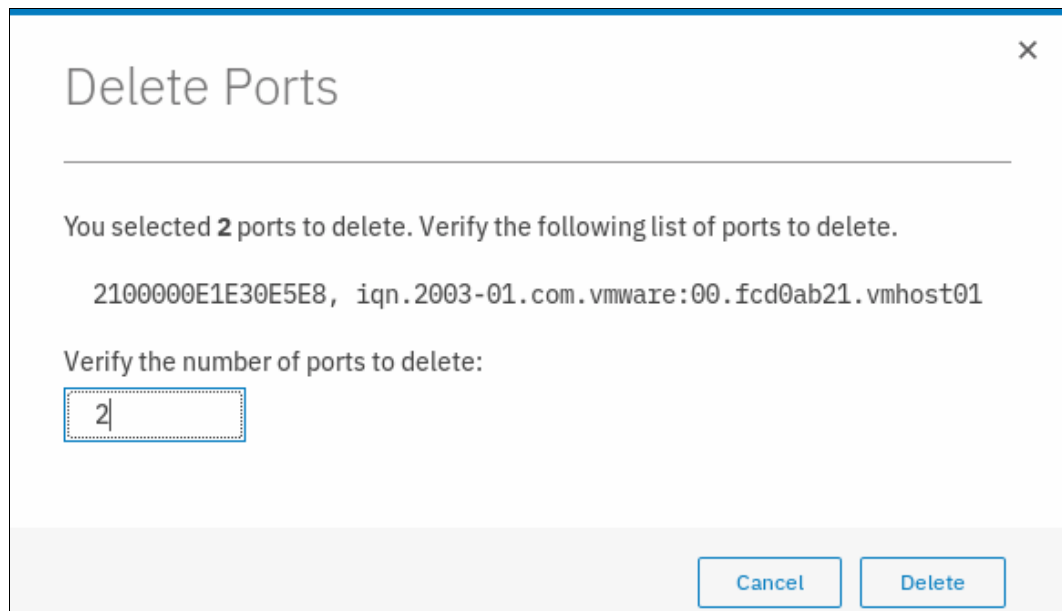 ×
Delete Ports
You selected 2 ports to delete. Verify the following list of ports to delete.
2100000E1E30E5E8, iqn.2003-01.com.vmware:00.fcd0ab21.vmhost01
Verify the number of ports to delete:
2
Cancel
Delete